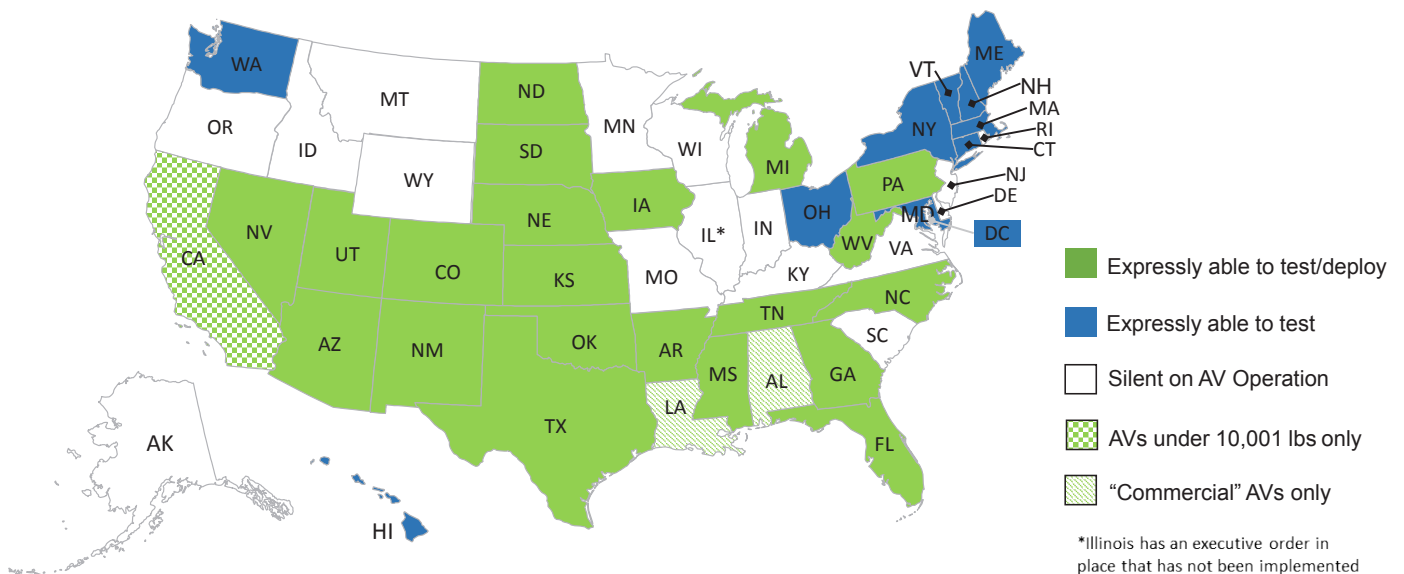 WA
OR
CA
NV
ID
MT
WY
UT
AZ
CO
NM
ND
SD
NE
KS
OK
TX
MN
IA
MO
AR
LA
WI
IL*
MI
IN
OH
KY
TN
MS
AL
GA
FL
SC
NC
VA
WV
PA
NY
MD
DC
VT
ME
NH
MA
RI
CT
NJ
DE
AK
HI
Expressly able to test/deploy
Expressly able to test
Silent on AV Operation
AVs under 10,001 lbs only
“Commercial” AVs only
*Illinois has an executive order in
place that has not been implemented